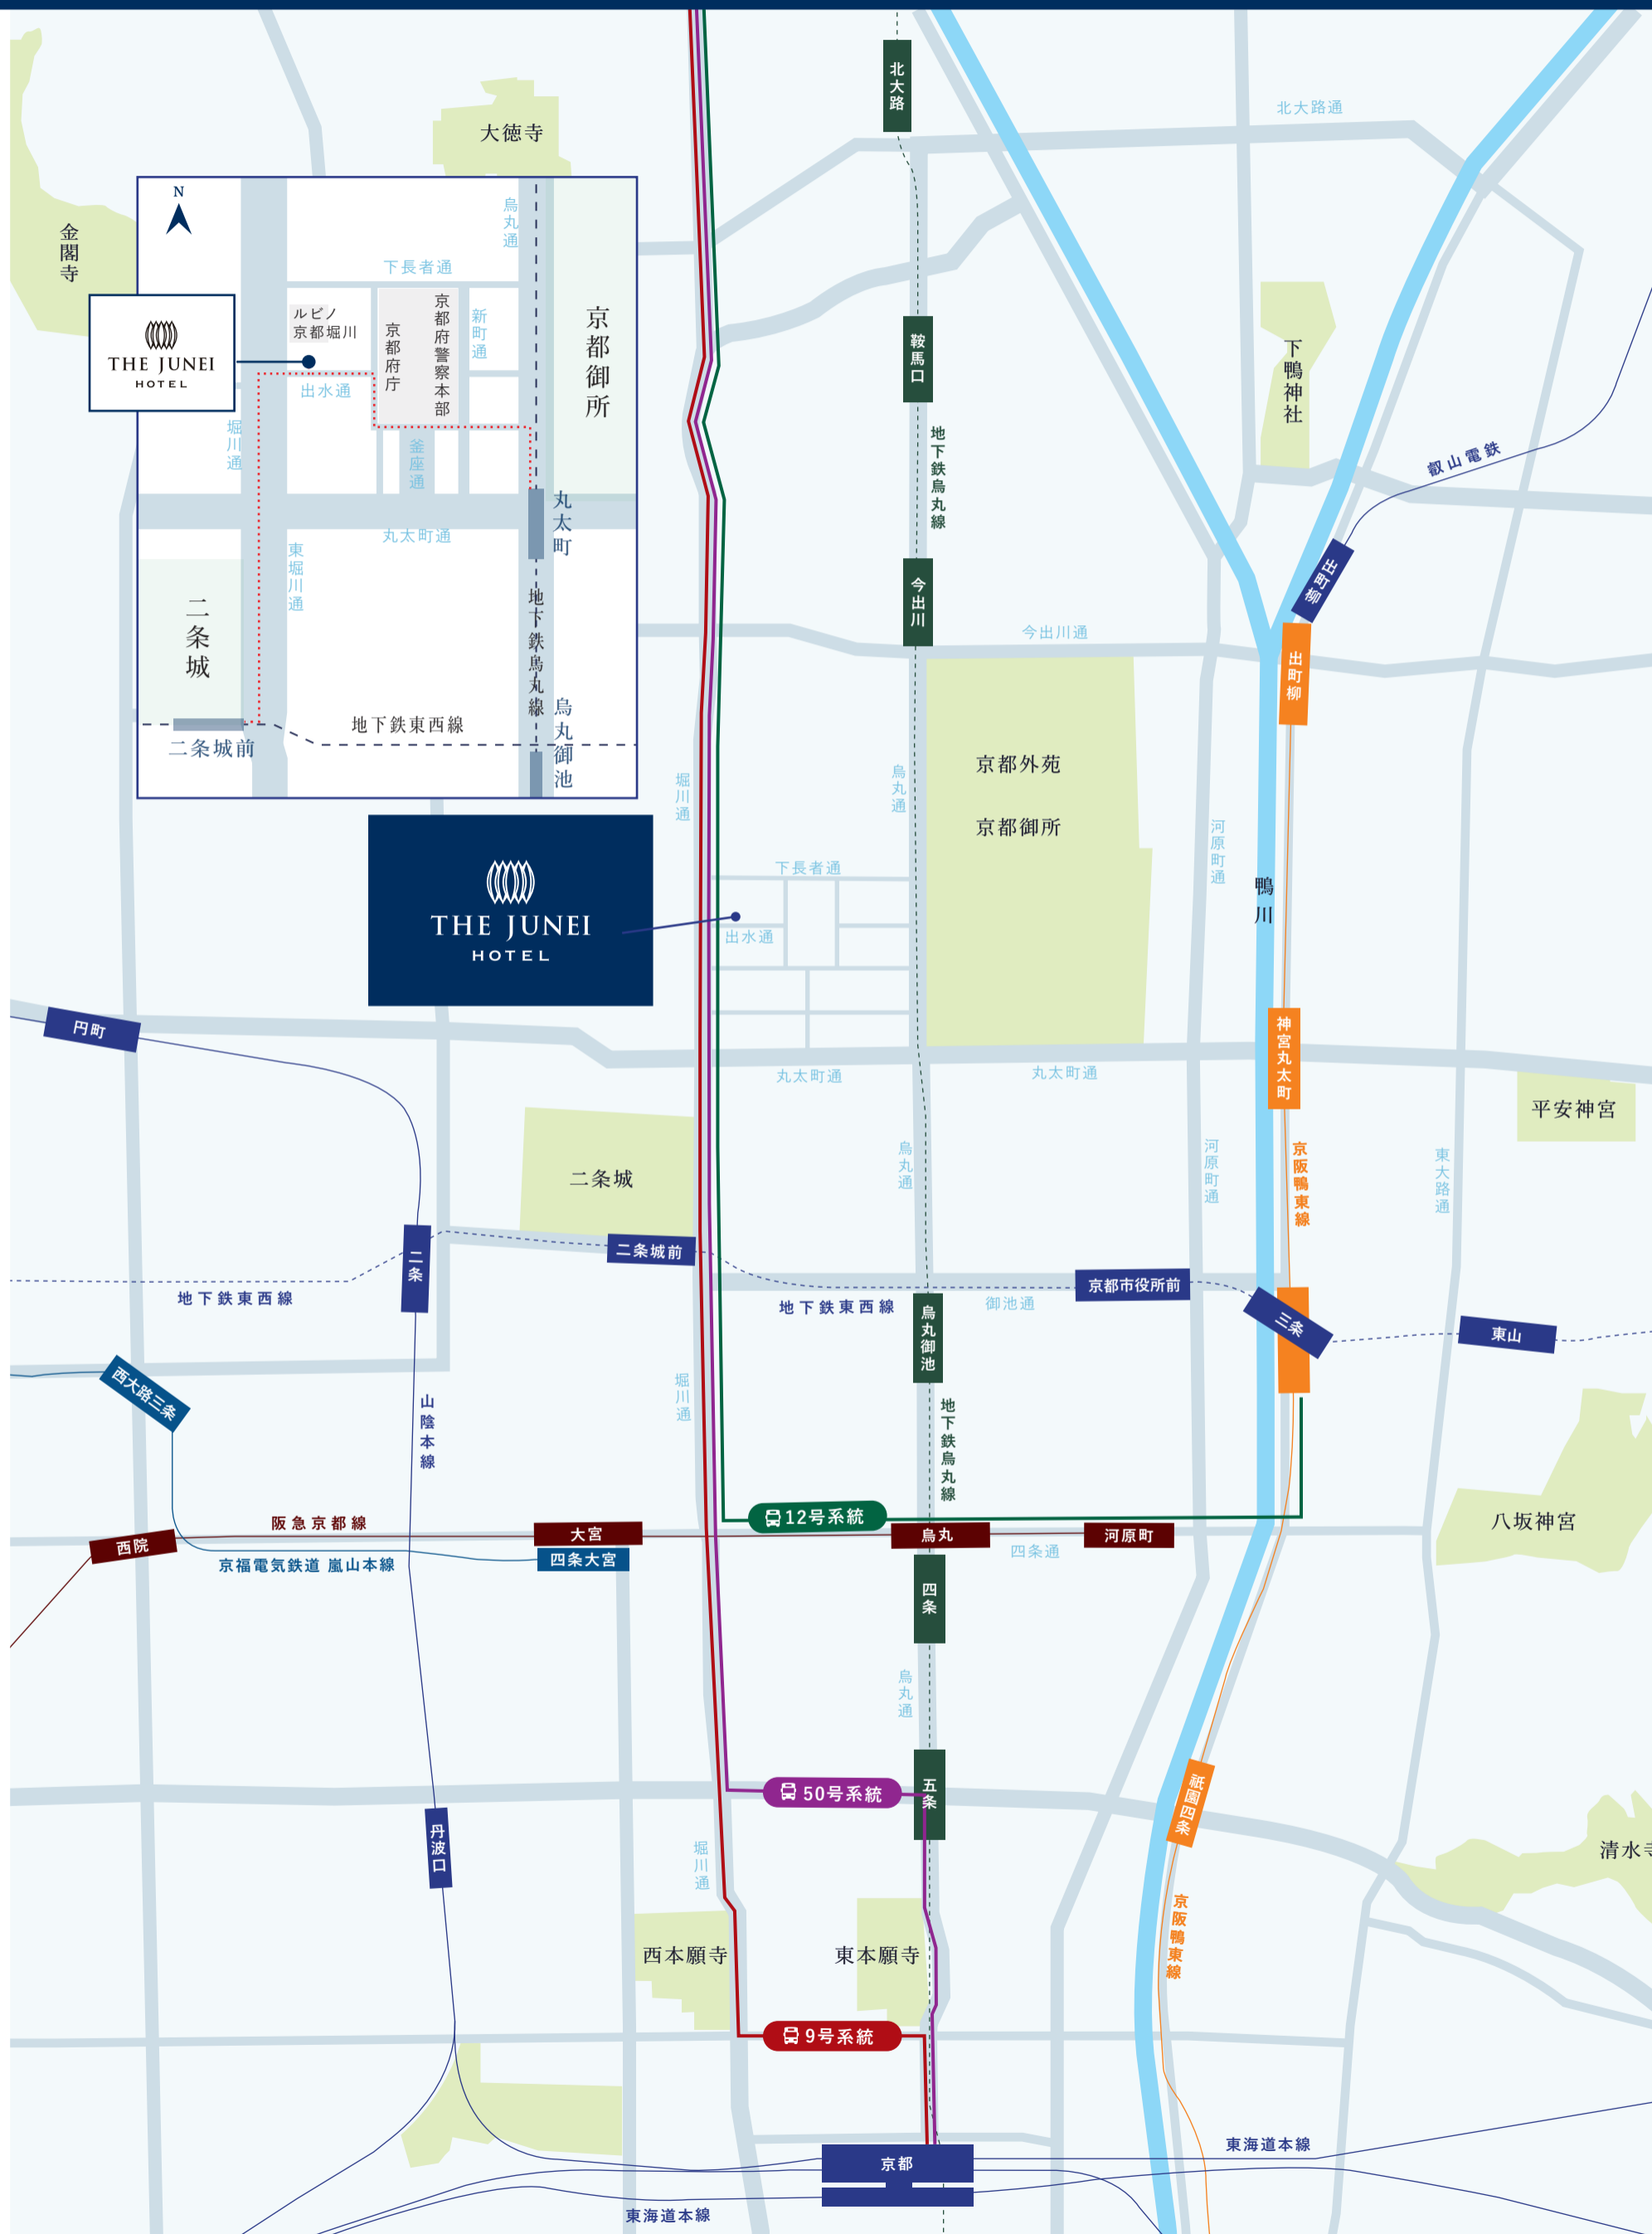 北大路
北大路通
大徳寺
金閣寺
N
烏丸通
下長者通
ルビノ
京都堀川
京都府庁
京都府警察本部
新町通
京都御所
THE JUNEI
HOTEL
出水通
堀川通
釜座通
丸太町
丸太町通
東堀川通
二条城
地下鉄烏丸線
烏丸御池
地下鉄東西線
二条城前
鞍馬口
地下鉄烏丸線
下鴨神社
叡山電鉄
出町柳
今出川
今出川通
出町柳
京都外苑
京都御所
堀川通
烏丸通
河原町通
鴨川
THE JUNEI
HOTEL
下長者通
出水通
円町
神宮丸太町
丸太町通
丸太町通
平安神宮
二条城
烏丸通
河原町通
京阪鴨東線
東大路通
二条
二条城前
京都市役所前
地下鉄東西線
地下鉄東西線
御池通
烏丸御池
三条
東山
西大路三条
堀川通
山陰本線
地下鉄烏丸線
12号系統
阪急京都線
西院
大宮
烏丸
河原町
四条通
八坂神宮
京福電気鉄道 嵐山本線
四条大宮
四条
烏丸通
50号系統
五条
祇園四条
丹波口
堀川通
清水寺
京阪鴨東線
西本願寺
東本願寺
9号系統
京都
東海道本線
東海道本線